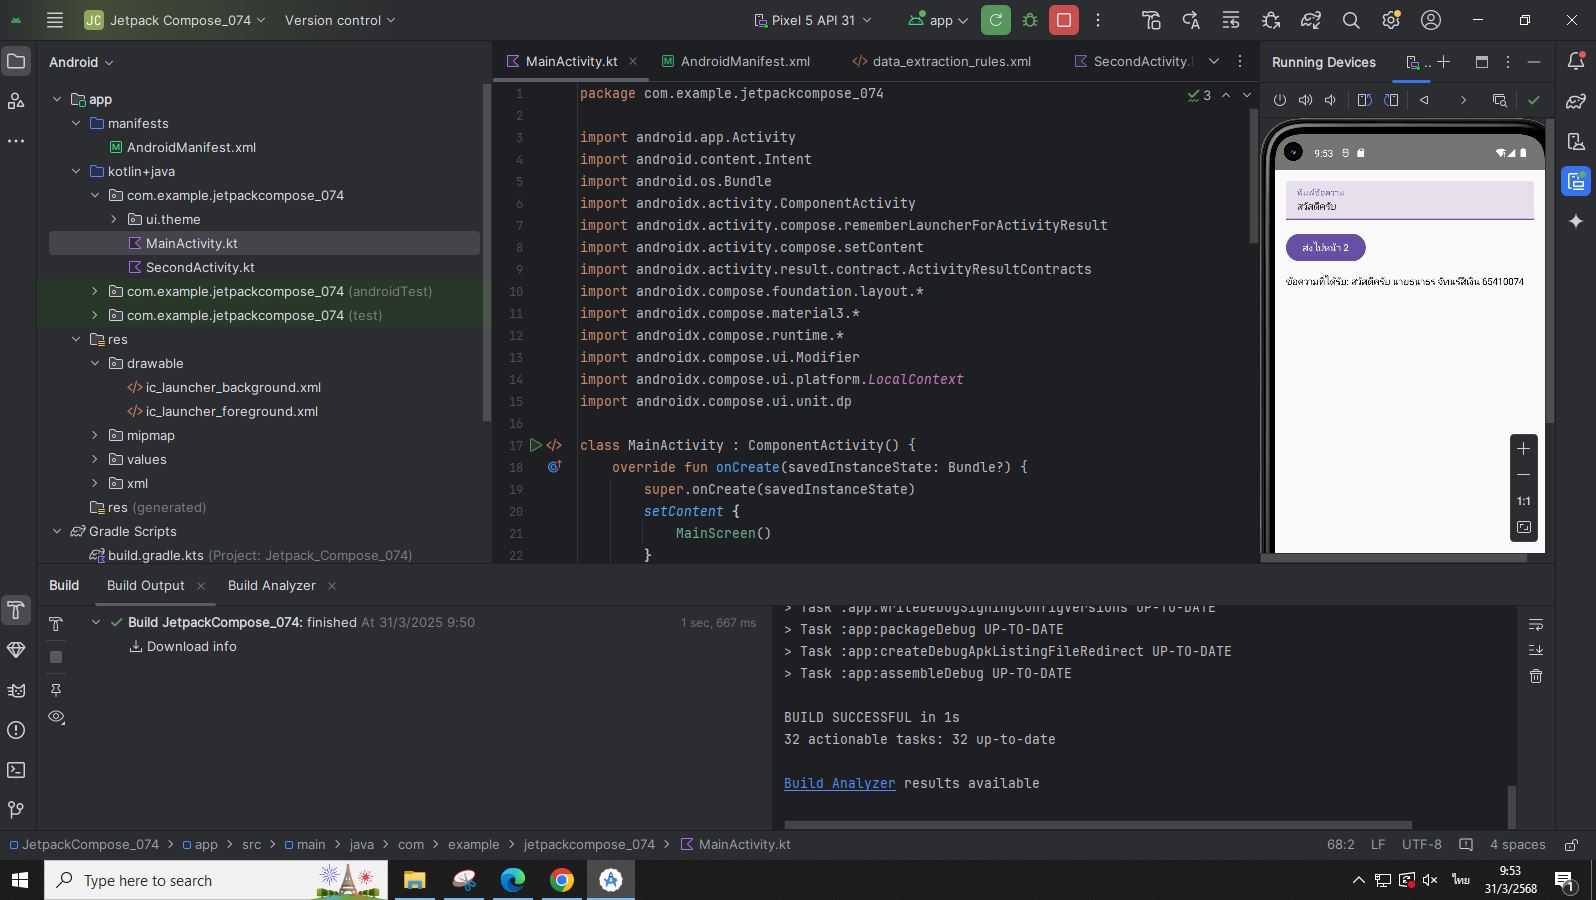 JC Jetpack Compose_074
Version control
Pixel 5 API 31
app
Android
app
manifests
AndroidManifest.xml
kotlin+java
com.example.jetpackcompose_074
ui.theme
MainActivity.kt
SecondActivity.kt
com.example.jetpackcompose_074 (androidTest)
com.example.jetpackcompose_074 (test)
res
drawable
ic_launcher_background.xml
ic_launcher_foreground.xml
mipmap
values
xml
res (generated)
Gradle Scripts
build.gradle.kts (Project: Jetpack_Compose_074)
MainActivity.kt
AndroidManifest.xml
data_extraction_rules.xml
SecondActivity.
3
1 package com.example.jetpackcompose_074
2
3 import android.app.Activity
4 import android.content.Intent
5 import android.os.Bundle
6 import androidx.activity.ComponentActivity
7 import androidx.activity.compose.rememberLauncherForActivityResult
8 import androidx.activity.compose.setContent
9 import androidx.activity.result.contract.ActivityResultContracts
10 import androidx.compose.foundation.layout.*
11 import androidx.compose.material3.*
12 import androidx.compose.runtime.*
13 import androidx.compose.ui.Modifier
14 import androidx.compose.ui.platform.LocalContext
15 import androidx.compose.ui.unit.dp
16
17 class MainActivity : ComponentActivity() {
18 override fun onCreate(savedInstanceState: Bundle?) {
19 super.onCreate(savedInstanceState)
20 setContent {
21 MainScreen()
22 }
Running Devices
..
9:53
พิมพ์ข้อความ
สวัสดีครับ
ส่งไปหน้า 2
ข้อความที่ได้รับ: สวัสดีครับ นายธนาธร จันทร์สีเงิน 65410074
1:1
Build
Build Output
Build Analyzer
Build JetpackCompose_074: finished At 31/3/2025 9:50
1 sec, 667 ms
Download info
> Task :app:writeDebugSigningConfigVersions UP-TO-DATE
> Task :app:packageDebug UP-TO-DATE
> Task :app:createDebugApkListingFileRedirect UP-TO-DATE
> Task :app:assembleDebug UP-TO-DATE
BUILD SUCCESSFUL in 1s
32 actionable tasks: 32 up-to-date
Build Analyzer results available
JetpackCompose_074 > app > src > main > java > com > example > jetpackcompose_074 > MainActivity.kt
68:2 LF UTF-8 4 spaces
Type here to search
ไทย
9:53
31/3/2568
1